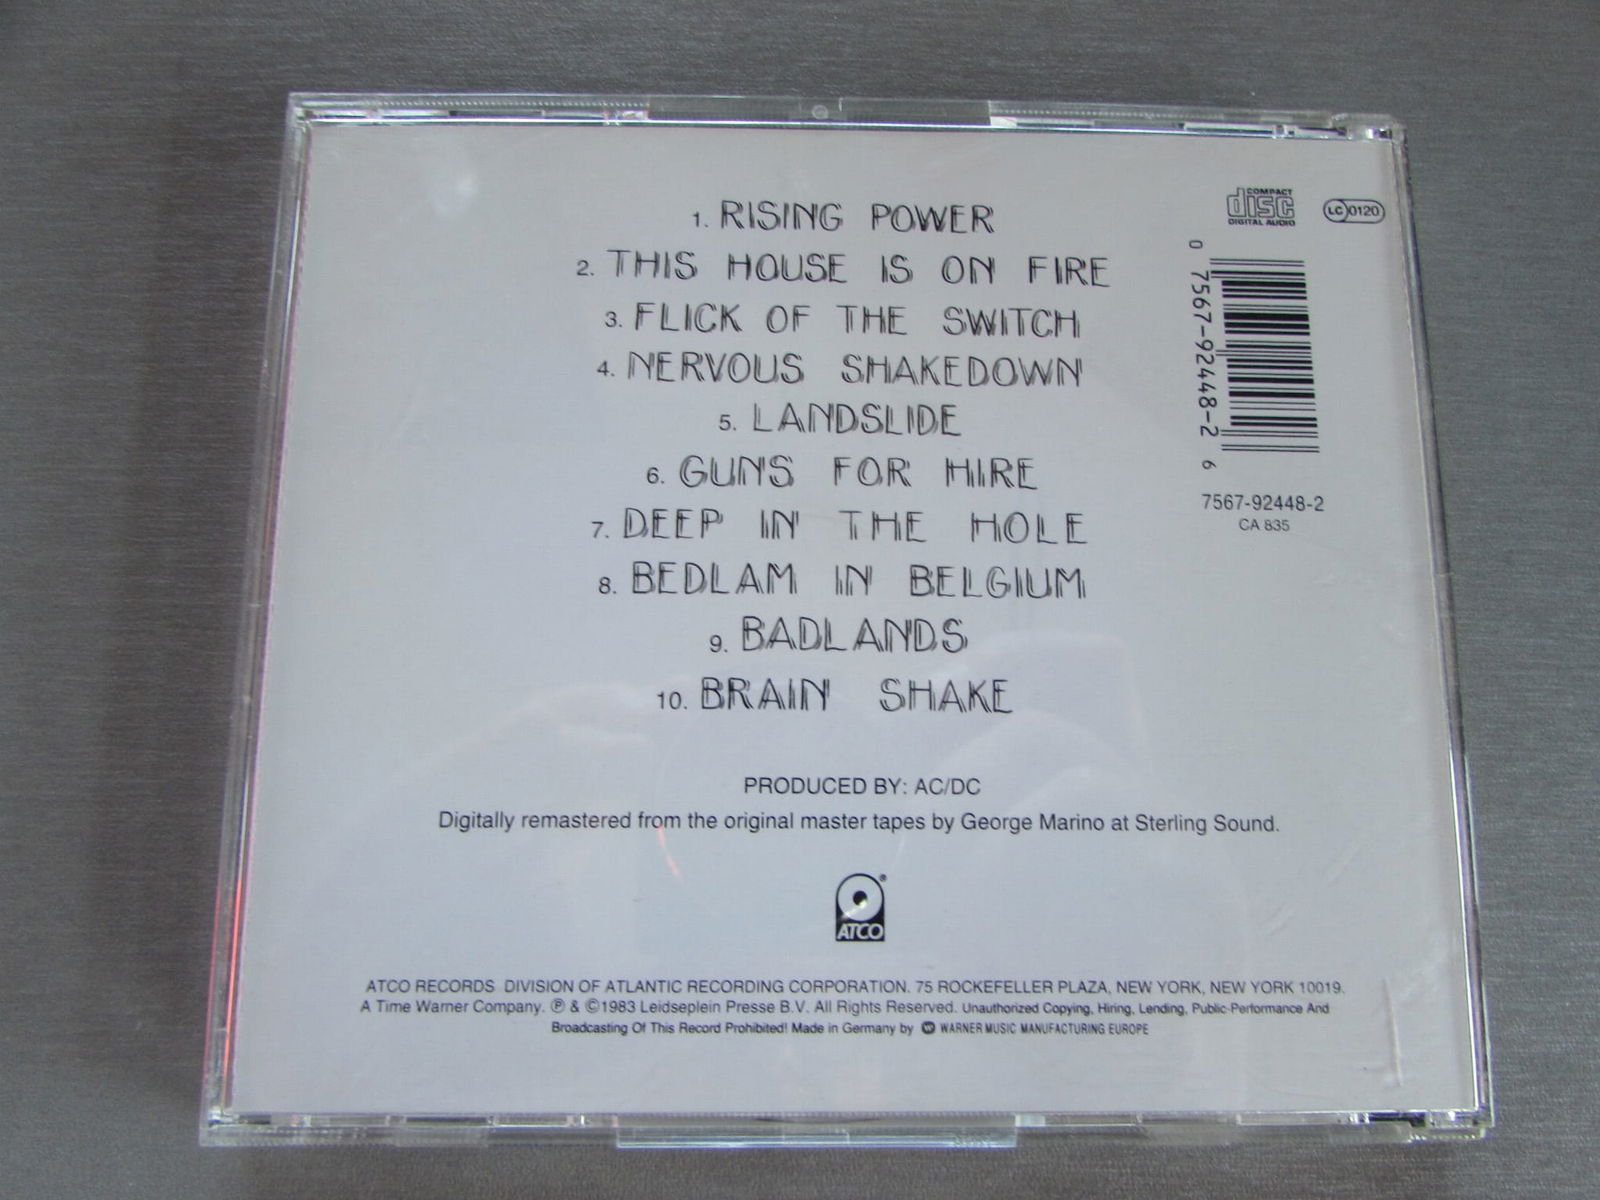 1. RISING POWER
2. THIS HOUSE IS ON FIRE
3. FLICK OF THE SWITCH
4. NERVOUS SHAKEDOWN
5. LANDSLIDE
6. GUNS FOR HIRE
7. DEEP IN THE HOLE
8. BEDLAM IN BELGIUM
9. BADLANDS
10. BRAIN SHAKE
COMPACT
disc
DIGITAL AUDIO
LC 0120
0 7567-92448-2 6
7567-92448-2
CA 835
PRODUCED BY: AC/DC
Digitally remastered from the original master tapes by George Marino at Sterling Sound.
®
ATCO
ATCO RECORDS DIVISION OF ATLANTIC RECORDING CORPORATION. 75 ROCKEFELLER PLAZA, NEW YORK, NEW YORK 10019.
A Time Warner Company. ℗ & ©1983 Leidseplein Presse B.V. All Rights Reserved. Unauthorized Copying, Hiring, Lending, Public-Performance And
Broadcasting Of This Record Prohibited! Made in Germany by WARNER MUSIC MANUFACTURING EUROPE